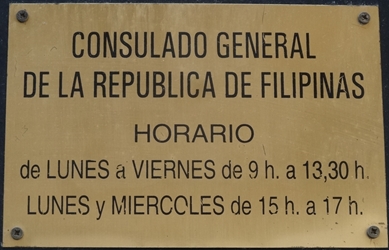 CONSULADO GENERAL
DE LA REPUBLICA DE FILIPINAS
HORARIO
de LUNES a VIERNES de 9 h. a 13,30 h.
LUNES y MIERCOLES de 15 h. a 17 h.